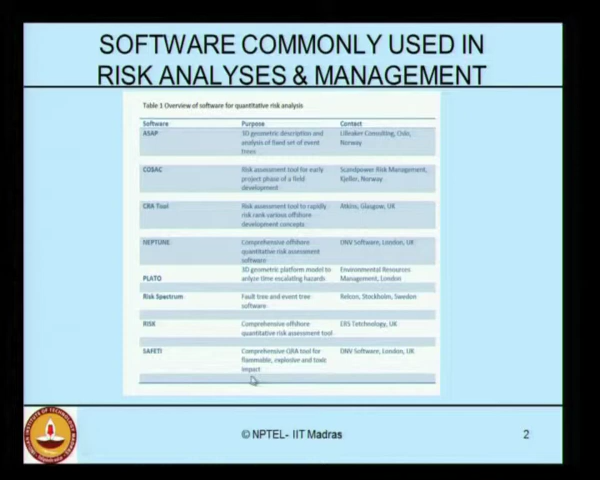 SOFTWARE COMMONLY USED IN
RISK ANALYSES & MANAGEMENT
Table 1 Overview of software for quantitative risk analysis
Software Purpose Contact
ASAP 3D geometric description and Lilleaker Consulting, Oslo,
analysis of fixed set of event Norway
trees
COSAC Risk assessment tool for early Scandpower Risk Management,
project phase of a field Kjeller, Norway
development
CRA Tool Risk assessment tool to rapidly Atkins, Glasgow, UK
risk rank various offshore
development concepts
NEPTUNE Comprehensive offshore DNV Software, London, UK
quantitative risk assessment
software
3D geometric platform model to Environmental Resources
PLATO time escalating hazards Management, London
Risk Spectrum Fault tree and event tree Relcon, Stockholm, Sweden
software
RISK Comprehensive offshore UK
quantitative risk assessment tool
SAFETI Comprehensive QRA tool for DNV Software, London, UK
flammable, explosive and toxic
impact
© NPTEL- IIT Madras 2